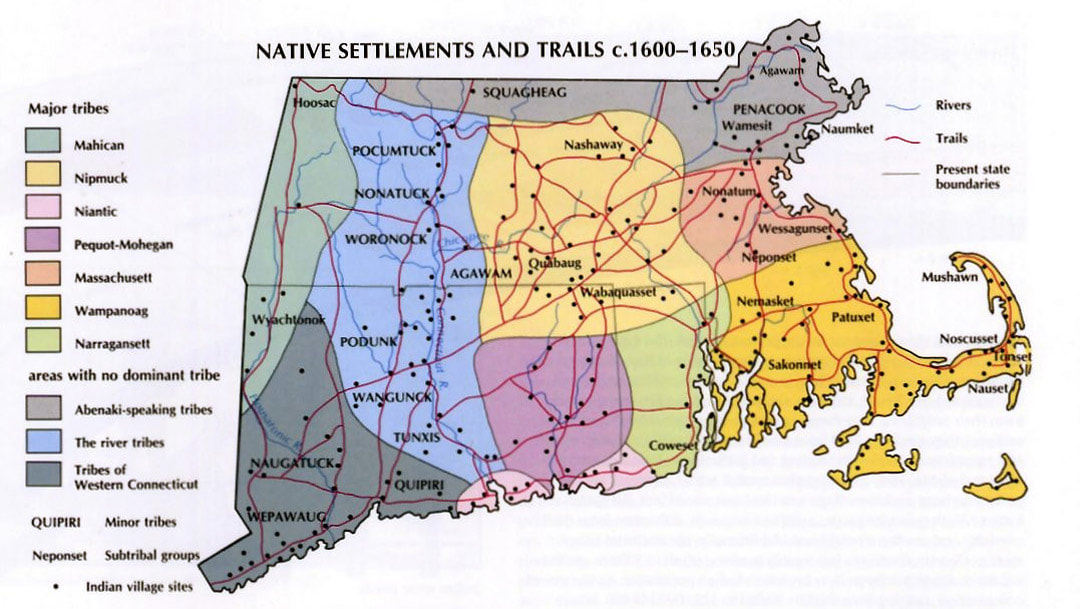 NATIVE SETTLEMENTS AND TRAILS c.1600–1650
Major tribes
Mahican
Nipmuck
Niantic
Pequot-Mohegan
Massachusett
Wampanoag
Narragansett
areas with no dominant tribe
Abenaki-speaking tribes
The river tribes
Tribes of
Western Connecticut
QUIPIRI Minor tribes
Neponset Subtribal groups
Indian village sites
Rivers
Trails
Present state
boundaries
Agawam
Hoosac
SQUAGHEAG
PENACOOK
Wamesit
Naumket
POCUMTUCK
Nashaway
NONATUCK
Nonatum
WORONOCK
Chicopee R.
Wessagunset
AGAWAM
Quabaug
Neponset
Mushawn
Wabaquasset
Nemasket
Wyachtonok
Connecticut R.
Patuxet
PODUNK
Noscusset
Tonset
Sakonnet
Nauset
WANGUNCK
Housatonic R.
TUNXIS
Coweset
NAUGATUCK
QUIPIRI
WEPAWAUG